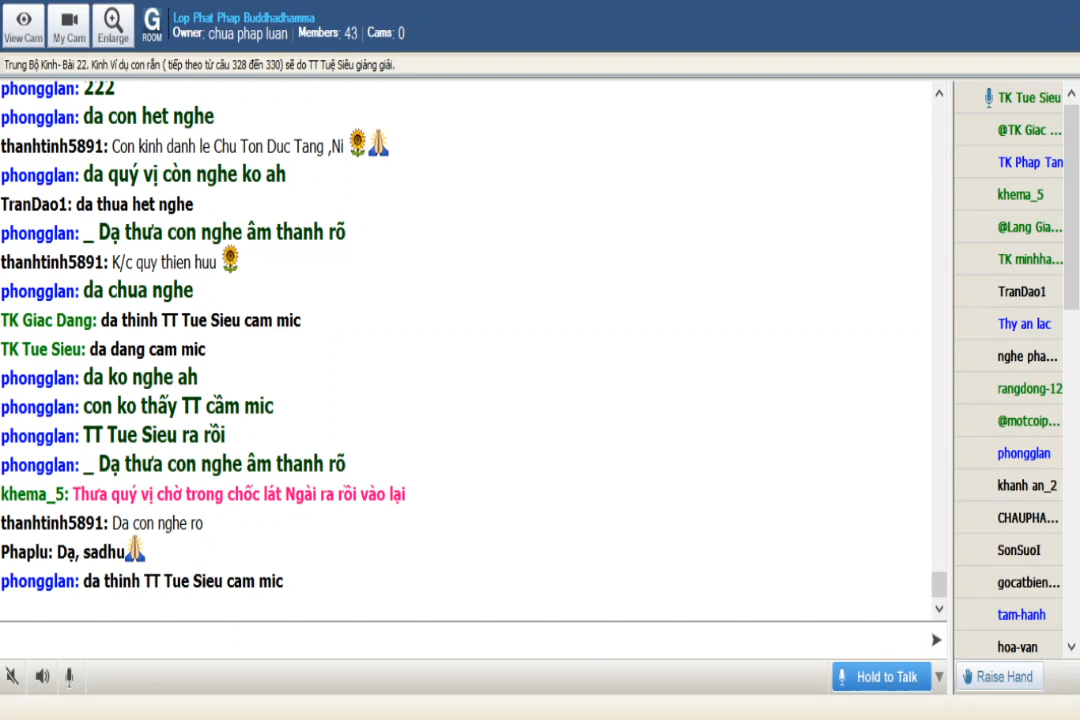 View Cam
My Cam
Enlarge
G
ROOM
Lop Phat Phap Buddhadhamma
Owner: chua phap luan | Members: 43 | Cams: 0
Trung Bộ Kinh- Bài 22. Kinh Ví dụ con rắn ( tiếp theo từ câu 328 đến 330) sẽ do TT Tuệ Siêu giảng giải.
phongglan: 222
phongglan: da con het nghe
thanhtinh5891: Con kinh danh le Chu Ton Duc Tang ,Ni
phongglan: da quý vị còn nghe ko ah
TranDao1: da thua het nghe
phongglan: _ Dạ thưa con nghe âm thanh rõ
thanhtinh5891: K/c quy thien huu
phongglan: da chua nghe
TK Giac Dang: da thinh TT Tue Sieu cam mic
TK Tue Sieu: da dang cam mic
phongglan: da ko nghe ah
phongglan: con ko thấy TT cầm mic
phongglan: TT Tue Sieu ra rồi
phongglan: _ Dạ thưa con nghe âm thanh rõ
khema_5: Thưa quý vị chờ trong chốc lát Ngài ra rồi vào lại
thanhtinh5891: Da con nghe ro
Phaplu: Dạ, sadhu
phongglan: da thinh TT Tue Sieu cam mic
Hold to Talk
TK Tue Sieu
@TK Giac ...
TK Phap Tan
khema_5
@Lang Gia...
TK minhha...
TranDao1
Thy an lac
nghe pha...
rangdong-12
@motcoip...
phongglan
khanh an_2
CHAUPHA...
SonSuoI
gocatbien...
tam-hanh
hoa-van
Raise Hand